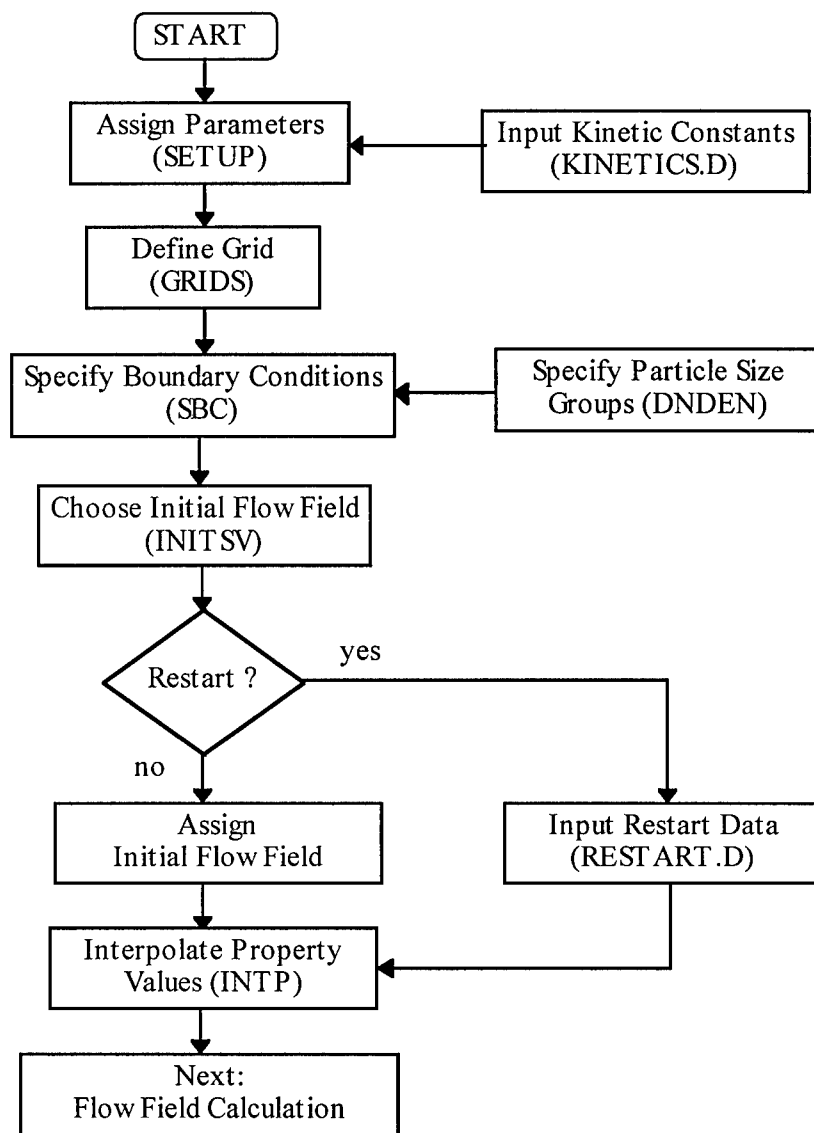 START
Assign Parameters
(SETUP)
Input Kinetic Constants
(KINETICS.D)
Define Grid
(GRIDS)
Specify Boundary Conditions
(SBC)
Specify Particle Size
Groups (DNDEN)
Choose Initial Flow Field
(INITSV)
Restart ?
yes
no
Assign
Initial Flow Field
Input Restart Data
(RESTART.D)
Interpolate Property
Values (INTP)
Next:
Flow Field Calculation